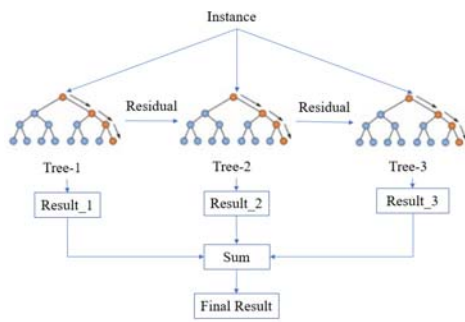 Instance
Residual
Residual
Tree-1
Tree-2
Tree-3
Result_1
Result_2
Result_3
Sum
Final Result